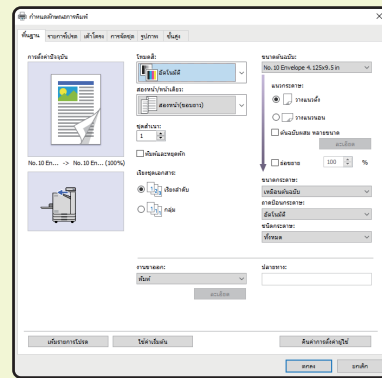 กำหนดลักษณะการพิมพ์
พื้นฐาน รายการโปรด เค้าโครง การจัดชุด รูปภาพ ขั้นสูง
การตั้งค่าปัจจุบัน
No. 10 En... -> No. 10 En... (100%)
โหมดสี:
อัตโนมัติ
สองหน้า/หน้าเดียว:
สองหน้า(ขอบยาว)
ชุดสำเนา:
1
พิมพ์และหยุดพัก
เรียงชุดเอกสาร:
เรียงลำดับ
กลุ่ม
ขนาดต้นฉบับ:
No. 10 Envelope 4.125x9.5 in
แนวกระดาษ:
วางแนวตั้ง
วางแนวนอน
ต้นฉบับผสม หลายขนาด
ละเอียด
ย่อขยาย 100 %
ขนาดกระดาษ:
เหมือนต้นฉบับ
ถาดป้อนกระดาษ:
อัตโนมัติ
ชนิดกระดาษ:
ทั้งหมด
งานขาออก:
พิมพ์
ละเอียด
ปลายทาง:
เพิ่มรายการโปรด ใช้ค่าเริ่มต้น คืนค่าการตั้งค่าผู้ใช้
ตกลง ยกเลิก